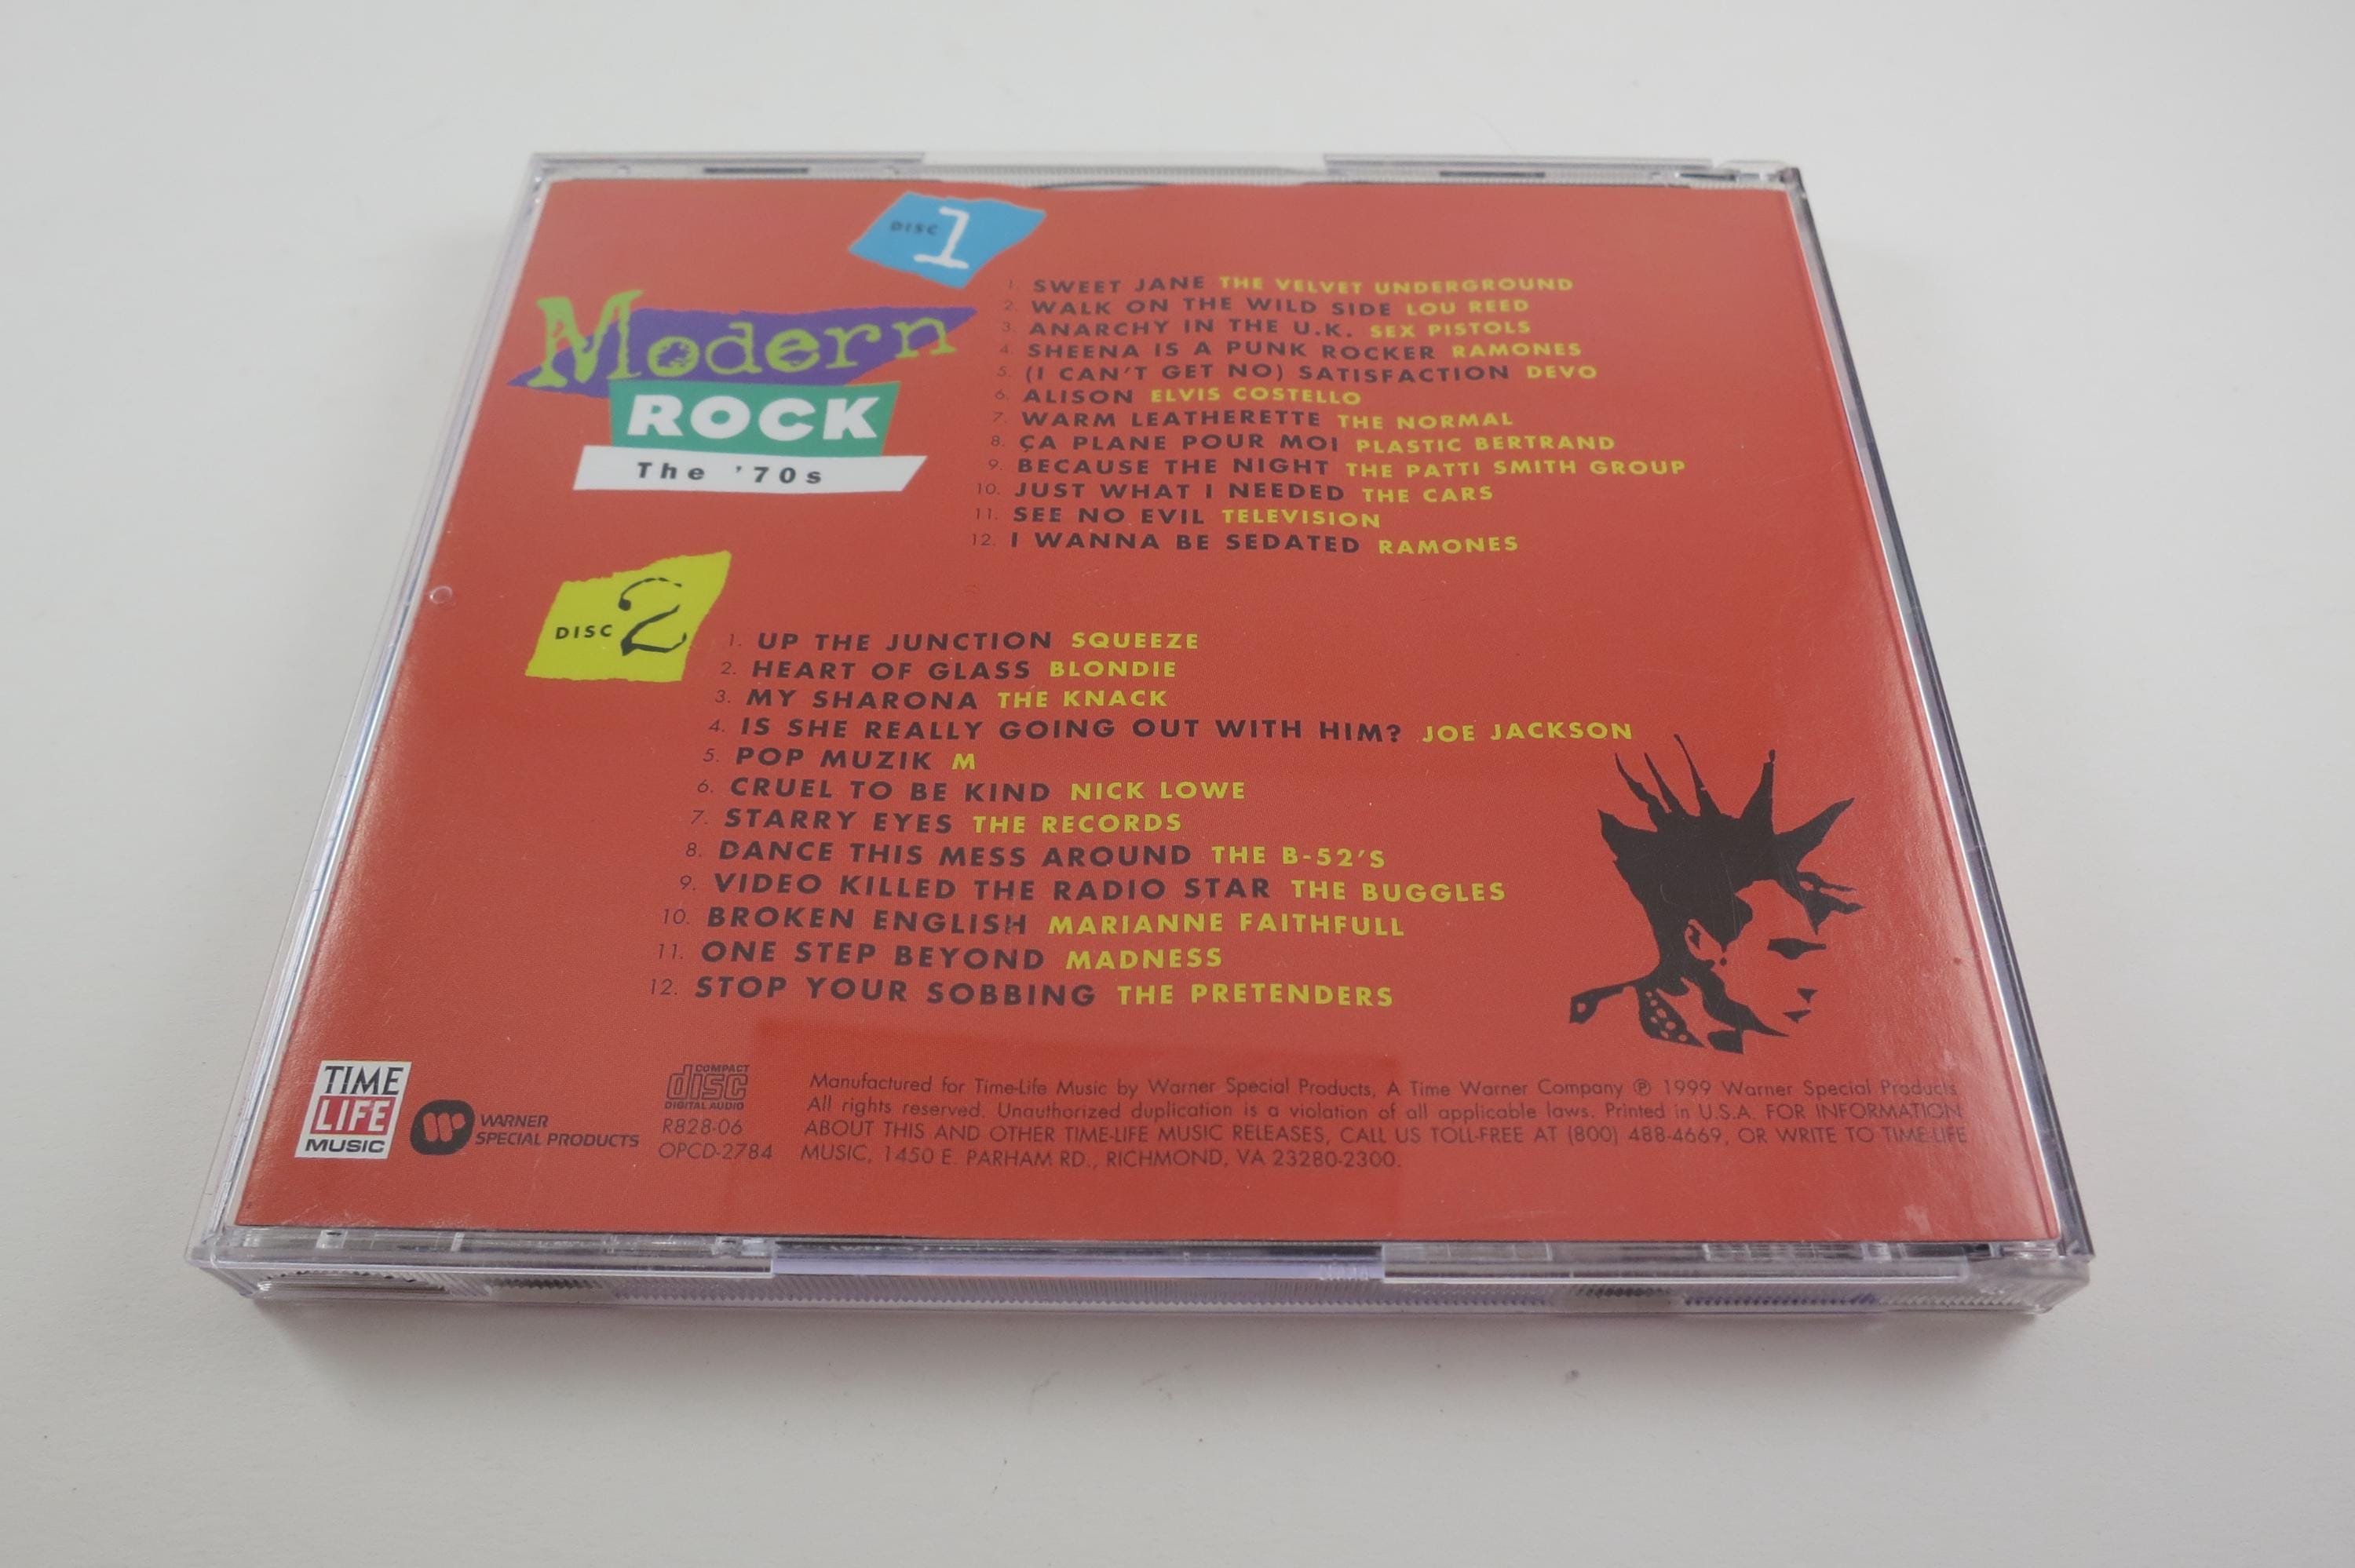 DISC 1
Modern
ROCK
The '70s
1. SWEET JANE THE VELVET UNDERGROUND
2. WALK ON THE WILD SIDE LOU REED
3. ANARCHY IN THE U.K. SEX PISTOLS
4. SHEENA IS A PUNK ROCKER RAMONES
5. (I CAN'T GET NO) SATISFACTION DEVO
6. ALISON ELVIS COSTELLO
7. WARM LEATHERETTE THE NORMAL
8. ÇA PLANE POUR MOI PLASTIC BERTRAND
9. BECAUSE THE NIGHT THE PATTI SMITH GROUP
10. JUST WHAT I NEEDED THE CARS
11. SEE NO EVIL TELEVISION
12. I WANNA BE SEDATED RAMONES
DISC 2
1. UP THE JUNCTION SQUEEZE
2. HEART OF GLASS BLONDIE
3. MY SHARONA THE KNACK
4. IS SHE REALLY GOING OUT WITH HIM? JOE JACKSON
5. POP MUZIK M
6. CRUEL TO BE KIND NICK LOWE
7. STARRY EYES THE RECORDS
8. DANCE THIS MESS AROUND THE B-52'S
9. VIDEO KILLED THE RADIO STAR THE BUGGLES
10. BROKEN ENGLISH MARIANNE FAITHFULL
11. ONE STEP BEYOND MADNESS
12. STOP YOUR SOBBING THE PRETENDERS
TIME
LIFE
MUSIC
WARNER
SPECIAL PRODUCTS
COMPACT
disc
DIGITAL AUDIO
R828-06
OPCD-2784
Manufactured for Time-Life Music by Warner Special Products, A Time Warner Company ℗ 1999 Warner Special Products
All rights reserved. Unauthorized duplication is a violation of all applicable laws. Printed in U.S.A. FOR INFORMATION
ABOUT THIS AND OTHER TIME-LIFE MUSIC RELEASES, CALL US TOLL-FREE AT (800) 488-4669, OR WRITE TO TIME-LIFE
MUSIC, 1450 E. PARHAM RD., RICHMOND, VA 23280-2300.